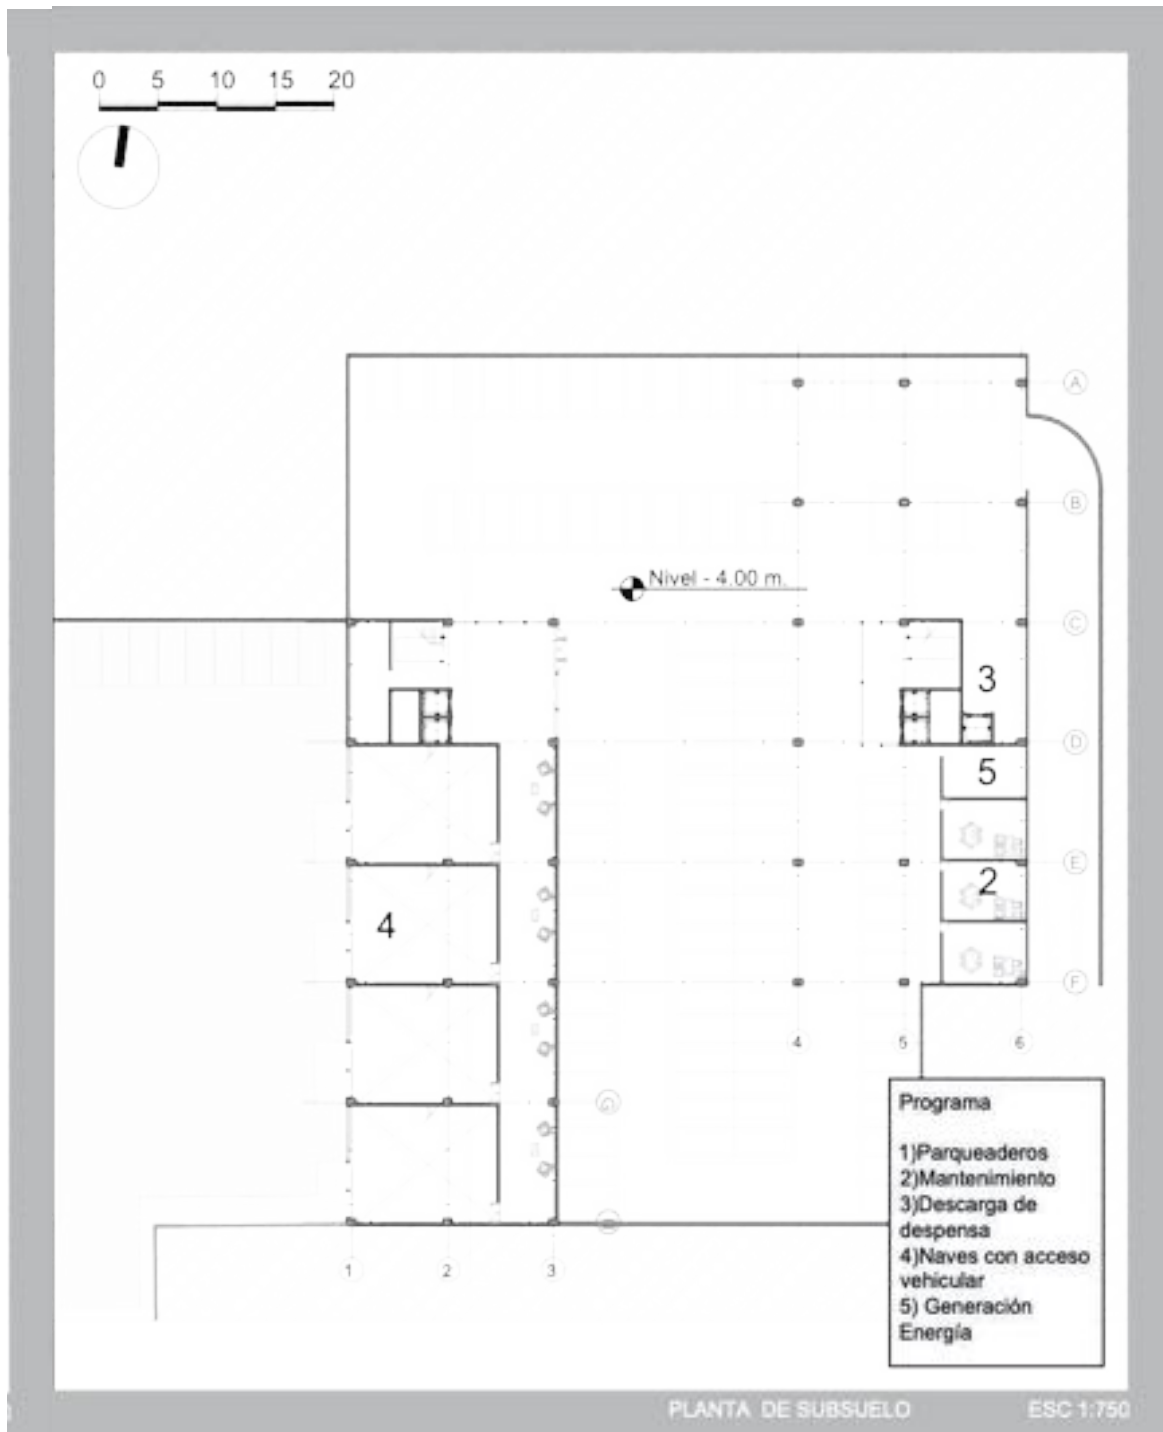 0 5 10 15 20
A
B
Nivel - 4.00 m.
C
3
D
5
E
2
4
F
4 5 6
G
1 2 3
Programa
1)Parqueaderos
2)Mantenimiento
3)Descarga de
despensa
4)Naves con acceso
vehicular
5) Generación
Energía
PLANTA DE SUBSUELO ESC 1:750